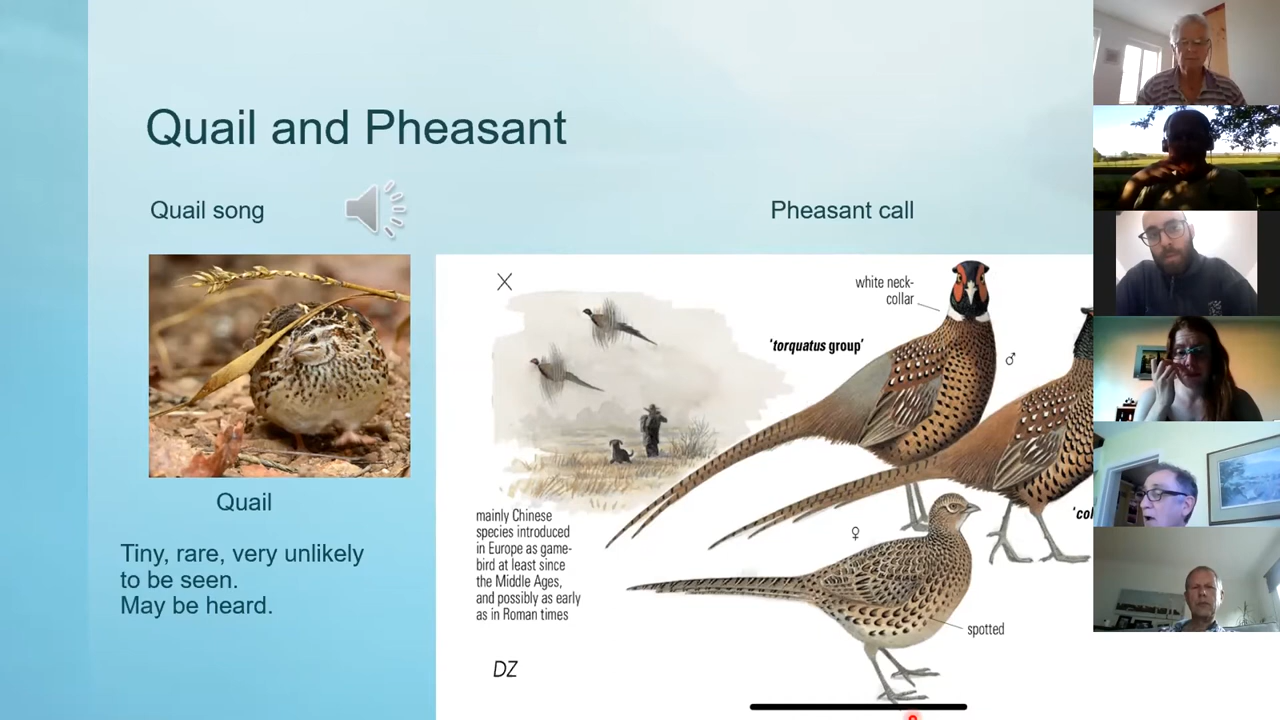 Quail and Pheasant
Quail song
Pheasant call
X
white neck-
collar
'torquatus group'
♂
♀
mainly Chinese
species introduced
in Europe as game-
bird at least since
the Middle Ages,
and possibly as early
as in Roman times
'col
spotted
DZ
Quail
Tiny, rare, very unlikely
to be seen.
May be heard.